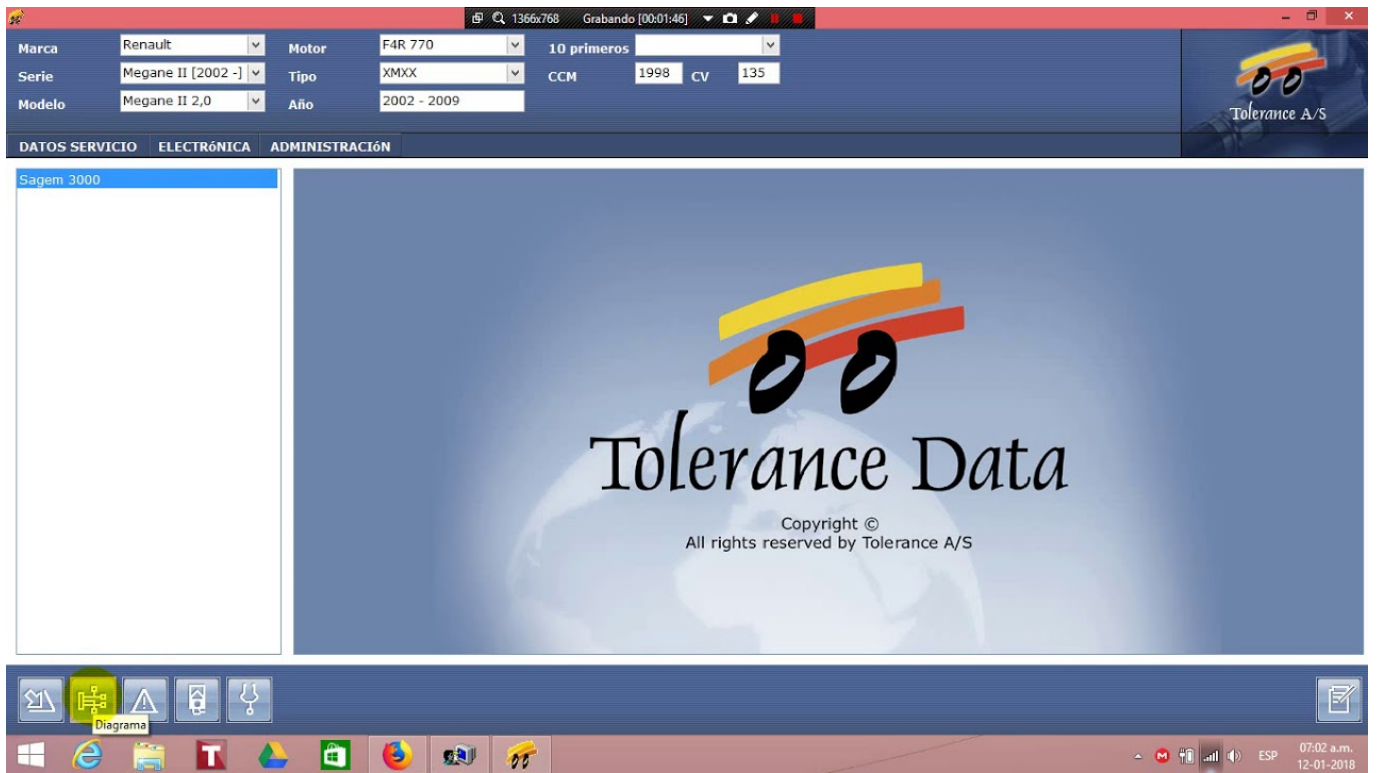 1366x768 Grabando [00:01:46]
Marca Renault Motor F4R 770 10 primeros
Serie Megane II [2002 -] Tipo XMXX CCM 1998 CV 135
Modelo Megane II 2,0 Año 2002 - 2009
Tolerance A/S
DATOS SERVICIO ELECTRóNICA ADMINISTRACIóN
Sagem 3000
Tolerance Data
Copyright ©
All rights reserved by Tolerance A/S
Diagrama
ESP 07:02 a.m.
12-01-2018